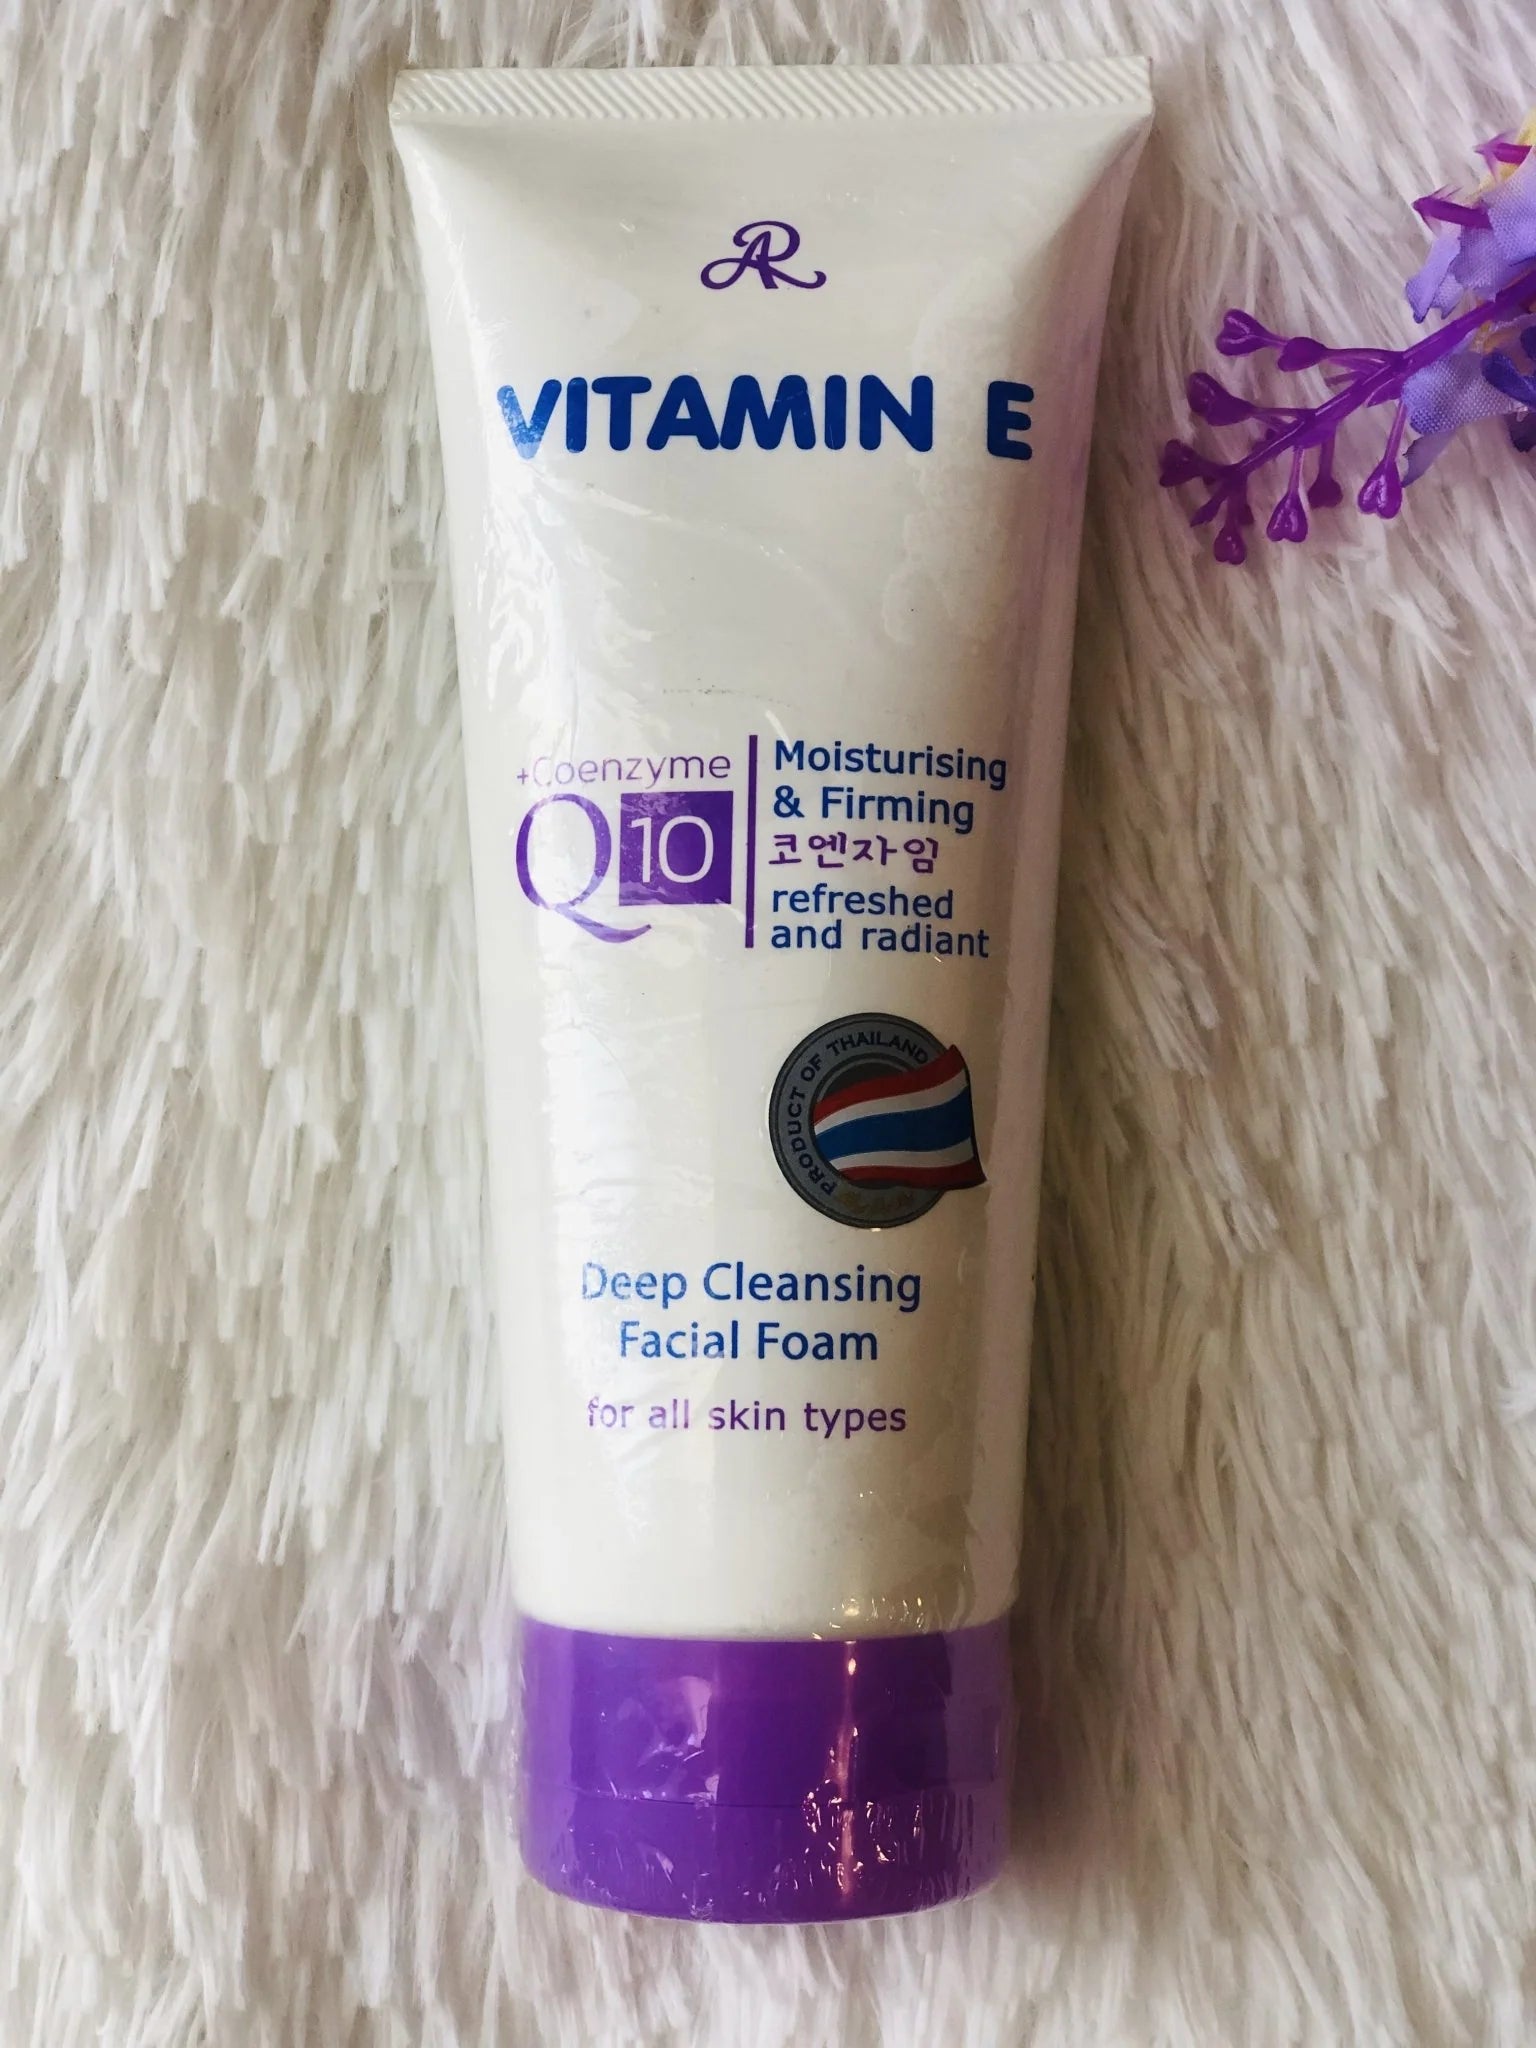 AR
VITAMIN E
+Coenzyme
Q10
Moisturising
& Firming
코엔자임
refreshed
and radiant
PRODUCT OF THAILAND
Deep Cleansing
Facial Foam
for all skin types